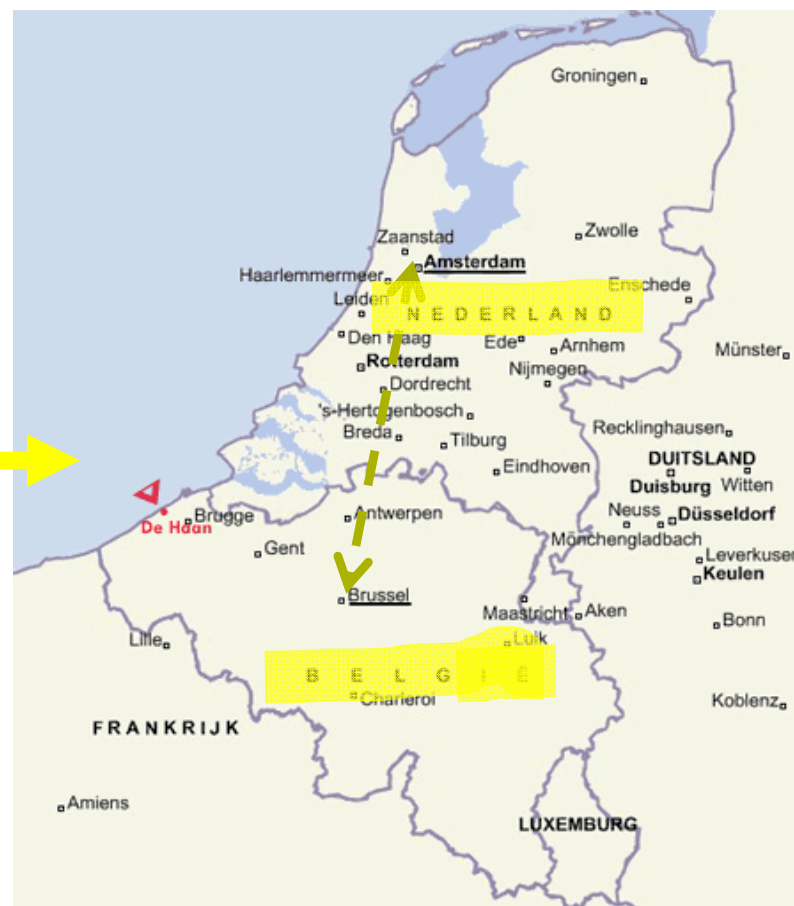 Groningen
Zwolle
Zaanstad
Amsterdam
Haarlemmermeer
Enschede
Leiden
NEDERLAND
Den Haag
Ede
Arnhem
Münster
Rotterdam
Nijmegen
Dordrecht
's-Hertogenbosch
Recklinghausen
Breda
Tilburg
DUITSLAND
Eindhoven
Duisburg
Witten
Neuss
Düsseldorf
Antwerpen
Brugge
De Haan
Mönchengladbach
Gent
Leverkusen
Keulen
Brussel
Maastricht
Aken
Bonn
Lille
Luik
BELGIË
Charleroi
Koblenz
FRANKRIJK
Amiens
LUXEMBURG